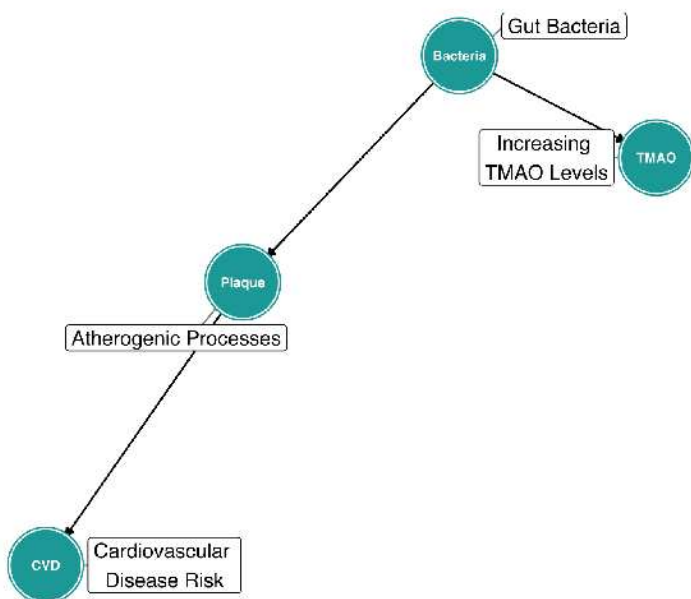 Gut Bacteria
Bacteria
Increasing
TMAO Levels
TMAO
Plaque
Atherogenic Processes
CVD
Cardiovascular
Disease Risk